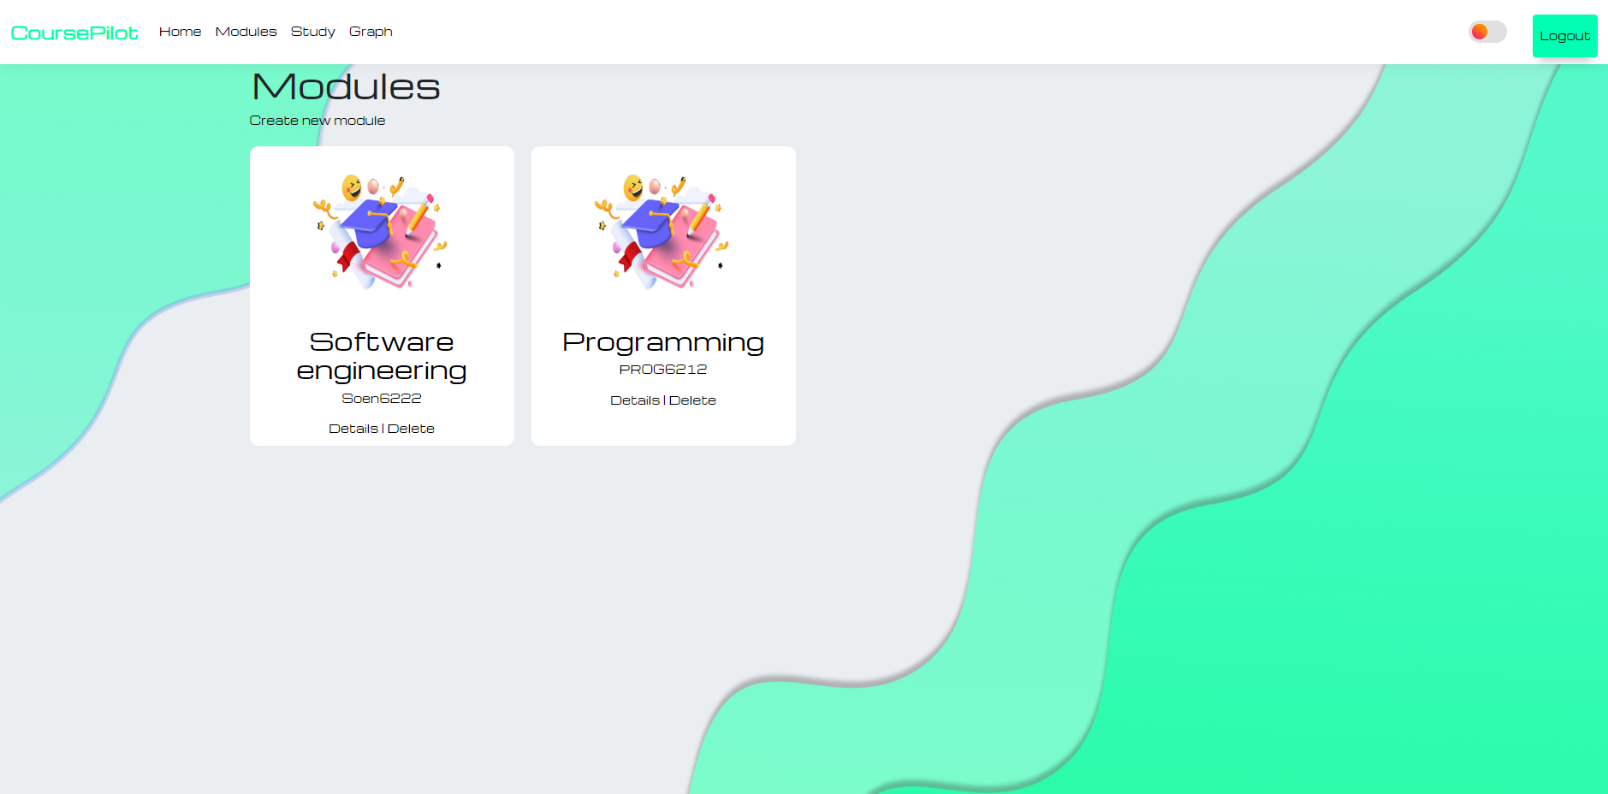 CoursePilot Home Modules Study Graph Logout
Modules
Create new module
Software
engineering
Soen6222
Details | Delete
Programming
PROG6212
Details | Delete